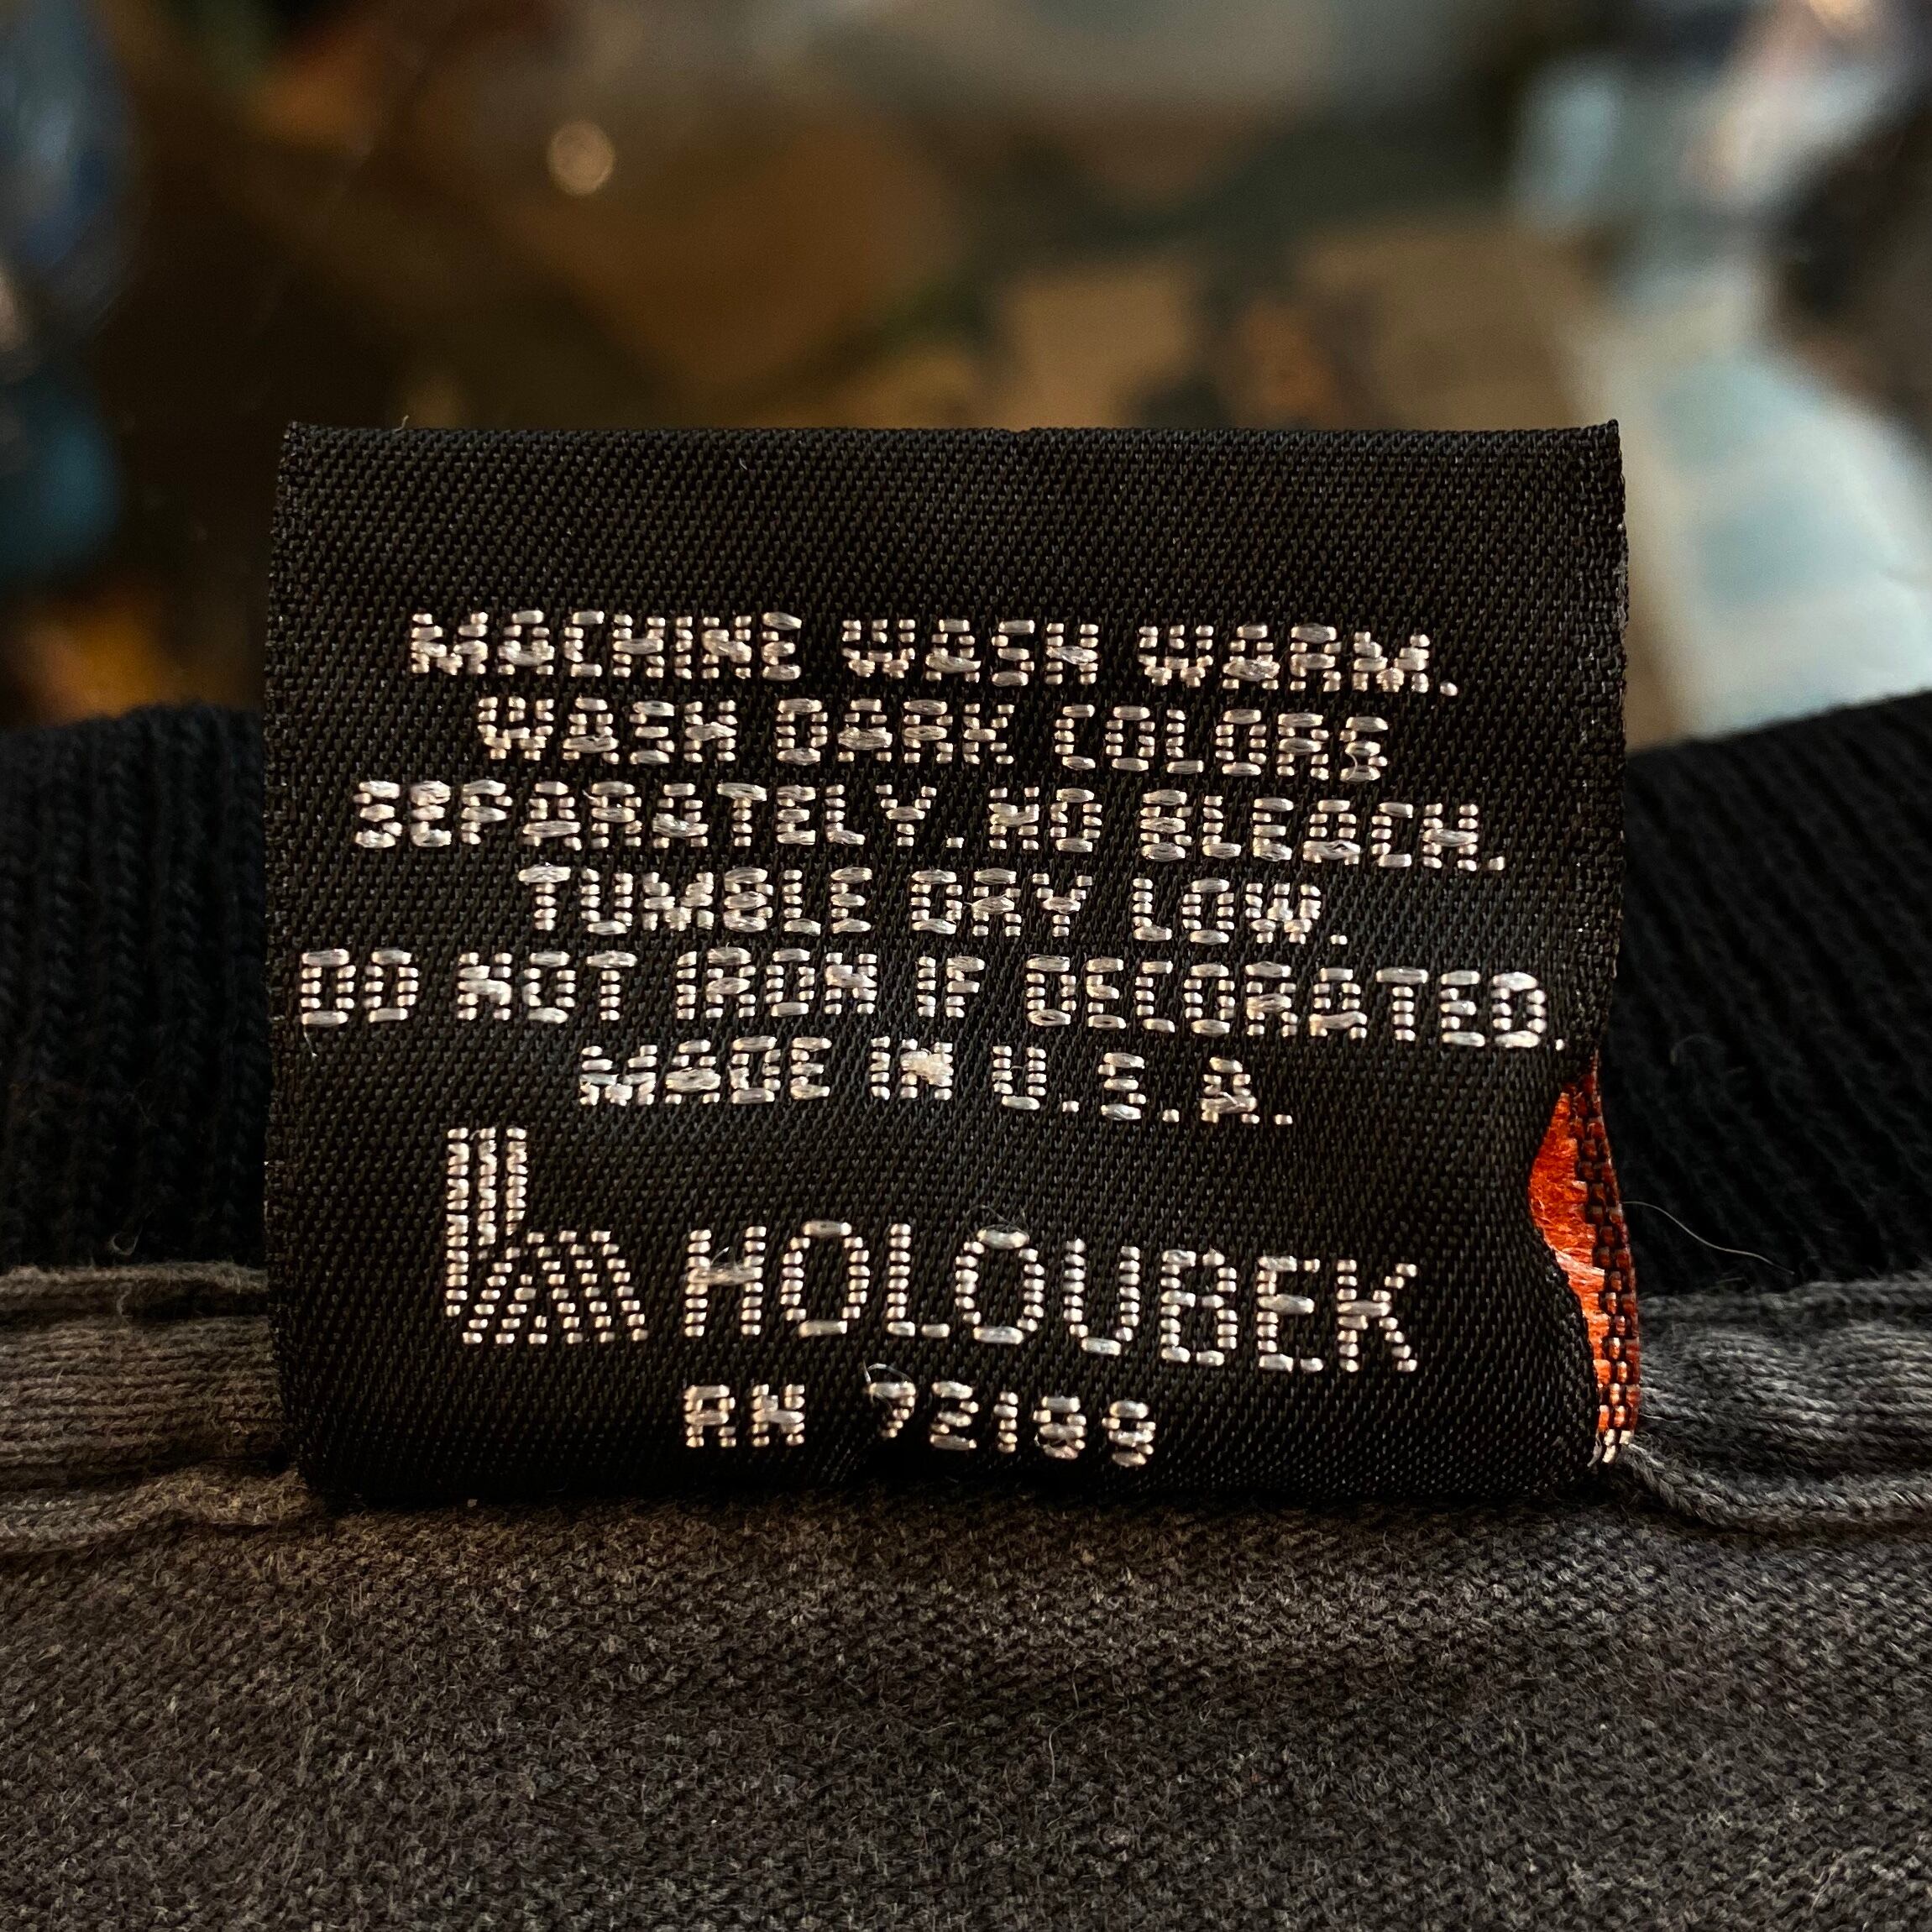 MACHINE WASH WARM.
WASH DARK COLORS
SEPARATELY. NO BLEACH.
TUMBLE DRY LOW.
DO NOT IRON IF DECORATED.
MADE IN U.S.A.
HOLOUBEK
RN 72199